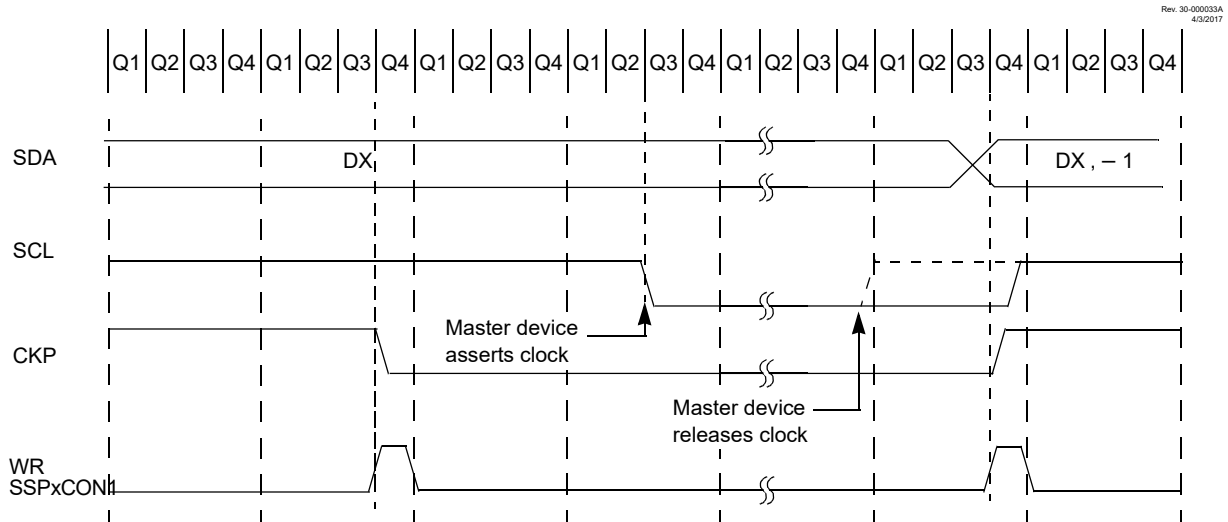 Rev. 30-000033A
4/3/2017
Q1 Q2 Q3 Q4 Q1 Q2 Q3 Q4 Q1 Q2 Q3 Q4 Q1 Q2 Q3 Q4 Q1 Q2 Q3 Q4 Q1 Q2 Q3 Q4 Q1 Q2 Q3 Q4
SDA
DX
DX , – 1
SCL
Master device
asserts clock
CKP
Master device
releases clock
WR
SSPxCON1